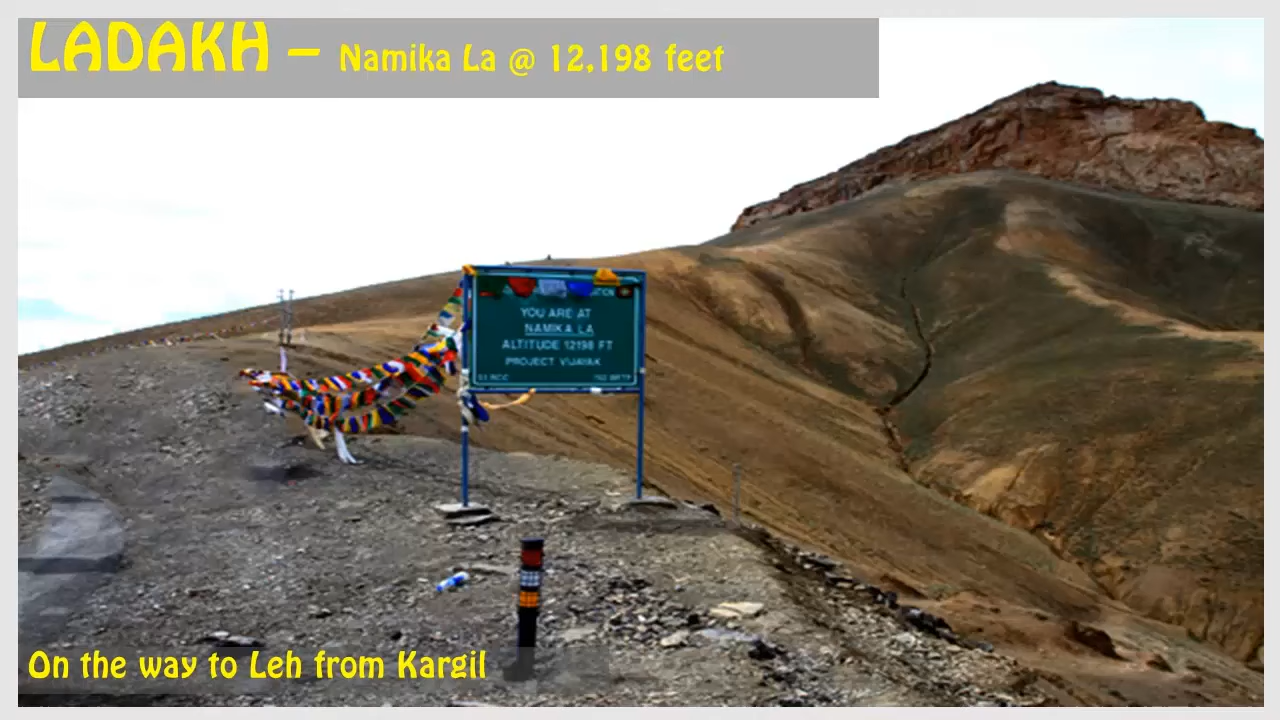 LADAKH – Namika La @ 12,198 feet
YOU ARE AT
NAMIKA LA
ALTITUDE 12198 FT
PROJECT VIJAYAK
On the way to Leh from Kargil